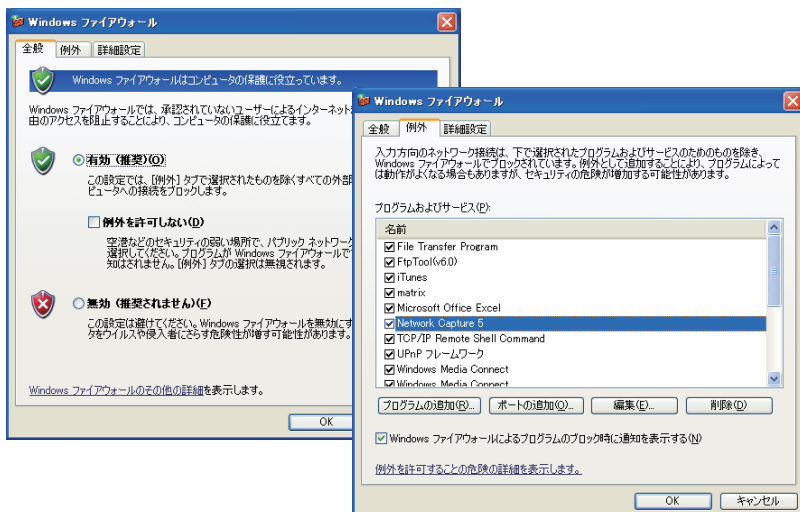 Windows ファイアウォール
全般
例外
詳細設定
Windows ファイアウォールはコンピュータの保護に役立っています。
Windows ファイアウォールでは、承認されていないユーザーによるインターネット
由のアクセスを阻止することにより、コンピュータの保護に役立てます。
有効 (推奨)(O)
この設定では、[例外] タブで選択されたものを除くすべての外部
ピュータへの接続をブロックします。
例外を許可しない(D)
空港などのセキュリティの弱い場所で、パブリック ネットワーク
選択してください。プログラムが Windows ファイアウォールで
知はされません。[例外] タブの選択は無視されます。
無効 (推奨されません)(F)
この設定は避けてください。Windows ファイアウォールを無効にす
タをウイルスや侵入者にさらす危険性が増す可能性があります。
Windows ファイアウォールのその他の詳細を表示します。
OK
Windows ファイアウォール
全般
例外
詳細設定
入力方向のネットワーク接続は、下で選択されたプログラムおよびサービスのためのものを除き、
Windows ファイアウォールでブロックされています。例外として追加することにより、プログラムによって
は動作がよくなる場合もありますが、セキュリティの危険が増加する可能性があります。
プログラムおよびサービス(P):
名前
File Transfer Program
FtpTool(v6.0)
iTunes
matrix
Microsoft Office Excel
Network Capture 5
TCP/IP Remote Shell Command
UPnP フレームワーク
Windows Media Connect
Windows Media Connect
プログラムの追加(R)...
ポートの追加(O)...
編集(E)...
削除(D)
Windows ファイアウォールによるプログラムのブロック時に通知を表示する(N)
例外を許可することの危険の詳細を表示します。
OK
キャンセル